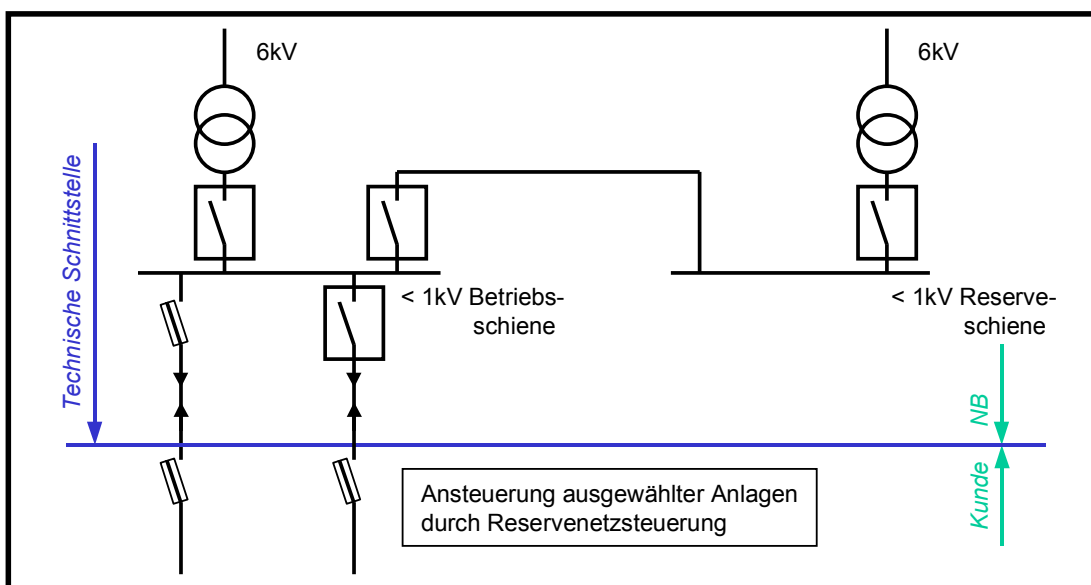 6kV
6kV
Technische Schnittstelle
< 1kV Betriebs-
schiene
< 1kV Reserve-
schiene
NB
Kunde
Ansteuerung ausgewählter Anlagen
durch Reservenetzsteuerung